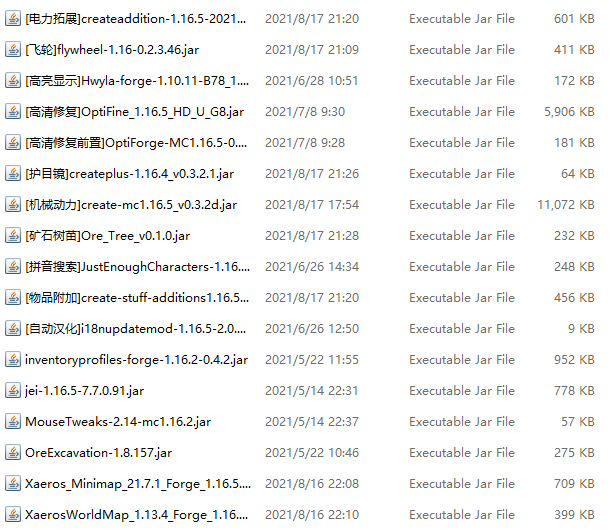 [电力拓展]createaddition-1.16.5-2021... 2021/8/17 21:20 Executable Jar File 601 KB
[飞轮]flywheel-1.16-0.2.3.46.jar 2021/8/17 21:09 Executable Jar File 411 KB
[高亮显示]Hwyla-forge-1.10.11-B78_1.... 2021/6/28 10:51 Executable Jar File 172 KB
[高清修复]OptiFine_1.16.5_HD_U_G8.jar 2021/7/8 9:30 Executable Jar File 5,906 KB
[高清修复前置]OptiForge-MC1.16.5-0.... 2021/7/8 9:28 Executable Jar File 181 KB
[护目镜]createplus-1.16.4_v0.3.2.1.jar 2021/8/17 21:26 Executable Jar File 64 KB
[机械动力]create-mc1.16.5_v0.3.2d.jar 2021/8/17 17:54 Executable Jar File 11,072 KB
[矿石树苗]Ore_Tree_v0.1.0.jar 2021/8/17 21:28 Executable Jar File 232 KB
[拼音搜索]JustEnoughCharacters-1.16.... 2021/6/26 14:34 Executable Jar File 248 KB
[物品附加]create-stuff-additions1.16.5... 2021/8/17 21:20 Executable Jar File 456 KB
[自动汉化]i18nupdatemod-1.16.5-2.0.... 2021/6/26 12:50 Executable Jar File 9 KB
inventoryprofiles-forge-1.16.2-0.4.2.jar 2021/5/22 11:55 Executable Jar File 952 KB
jei-1.16.5-7.7.0.91.jar 2021/5/14 22:31 Executable Jar File 778 KB
MouseTweaks-2.14-mc1.16.2.jar 2021/5/14 22:37 Executable Jar File 57 KB
OreExcavation-1.8.157.jar 2021/5/22 10:46 Executable Jar File 275 KB
Xaeros_Minimap_21.7.1_Forge_1.16.5.... 2021/8/16 22:08 Executable Jar File 709 KB
XaerosWorldMap_1.13.4_Forge_1.16.... 2021/8/16 22:10 Executable Jar File 399 KB